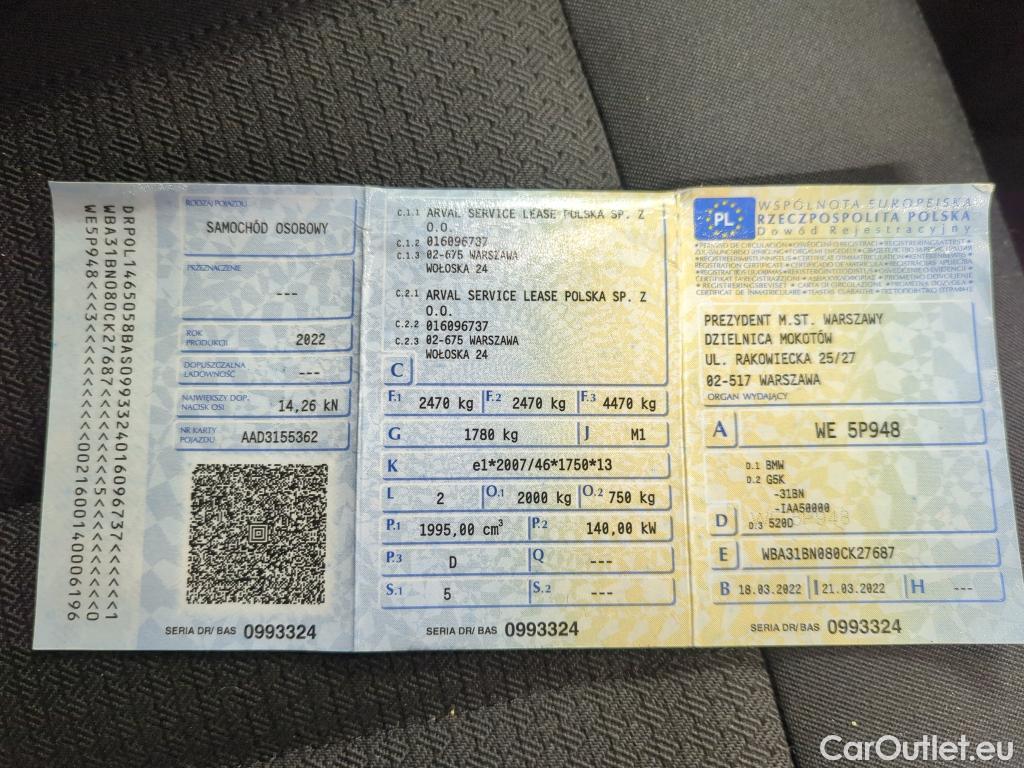 DRPOL1465058BAS0993324016096737<<<<<1
WBA31BN080CK27687<<<<<<<<5<<<<<<<<<<0
WE5P948<<<3<<<<<<<<<002160014000​6196
RODZAJ POJAZDU
SAMOCHÓD OSOBOWY
PRZEZNACZENIE
---
ROK PRODUKCJI 2022
DOPUSZCZALNA ŁADOWNOŚĆ ---
NAJWIĘKSZY DOP. NACISK OSI 14,26 kN
NR KARTY POJAZDU AAD3155362
SERIA DR/ BAS 0993324
C.1.1 ARVAL SERVICE LEASE POLSKA SP. Z
O.O.
C.1.2 016096737
C.1.3 02-675 WARSZAWA
WOŁOSKA 24
C.2.1 ARVAL SERVICE LEASE POLSKA SP. Z
O.O.
C.2.2 016096737
C.2.3 02-675 WARSZAWA
WOŁOSKA 24
C
F.1 2470 kg F.2 2470 kg F.3 4470 kg
G 1780 kg J M1
K e1*2007/46*1750*13
L 2 O.1 2000 kg O.2 750 kg
P.1 1995,00 cm³ P.2 140,00 kW
P.3 D Q ---
S.1 5 S.2 ---
SERIA DR/ BAS 0993324
PL
WSPÓLNOTA EUROPEJSKA
RZECZPOSPOLITA POLSKA
Dowód Rejestracyjny
PREZYDENT M.ST. WARSZAWY
DZIELNICA MOKOTÓW
UL. RAKOWIECKA 25/27
02-517 WARSZAWA
ORGAN WYDAJĄCY
A WE 5P948
D.1 BMW
D.2 G5K
-31BN
-IAA50000
D D.3 520D
E WBA31BN080CK27687
B 18.03.2022 I 21.03.2022 H ---
SERIA DR/ BAS 0993324
CarOutlet.eu